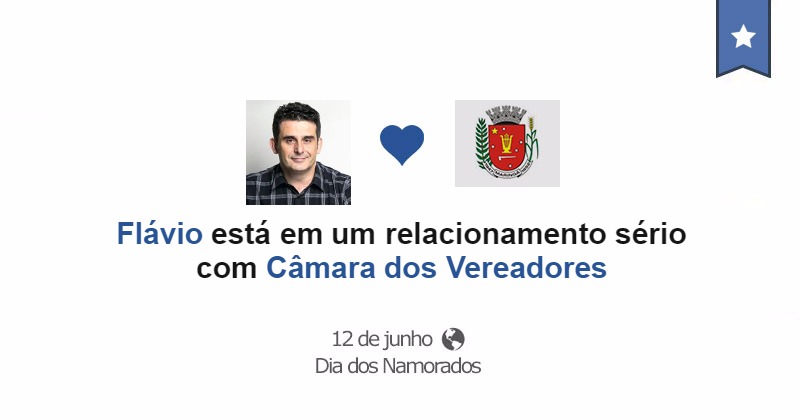 Flávio está em um relacionamento sério
com Câmara dos Vereadores
12 de junho
Dia dos Namorados